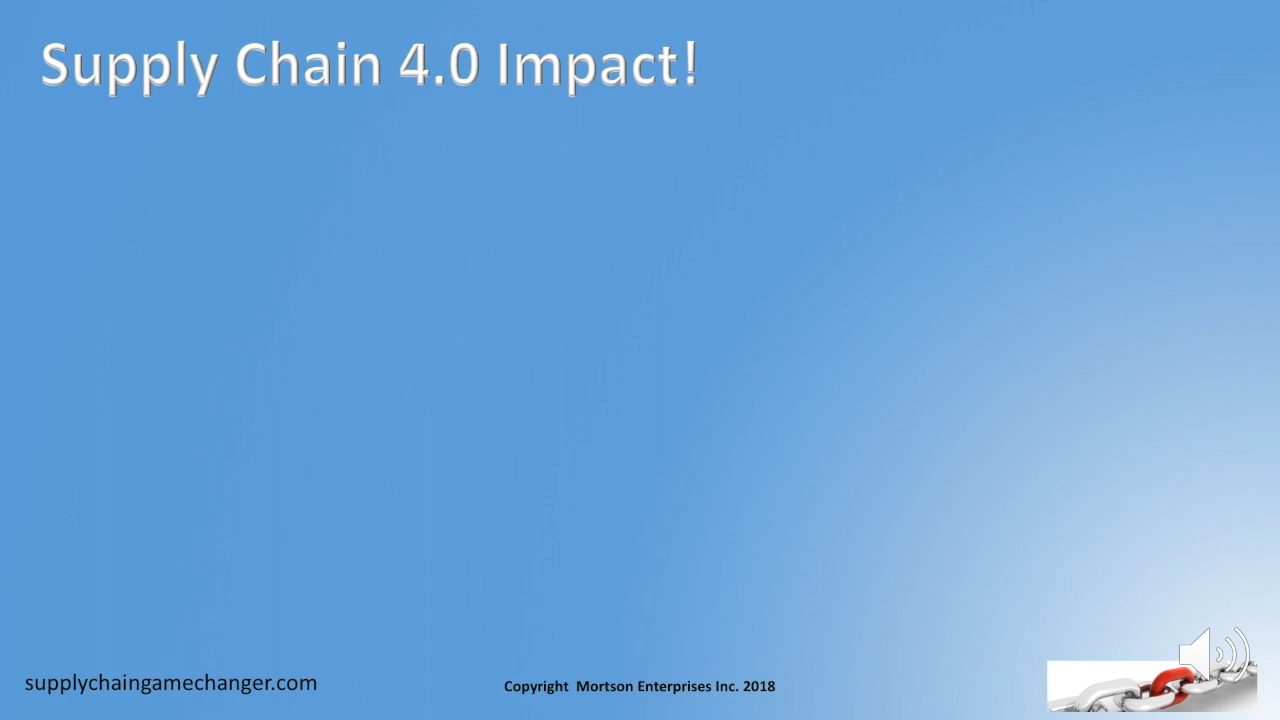 Supply Chain 4.0 Impact!
supplychaingamechanger.com
Copyright  Mortson Enterprises Inc. 2018